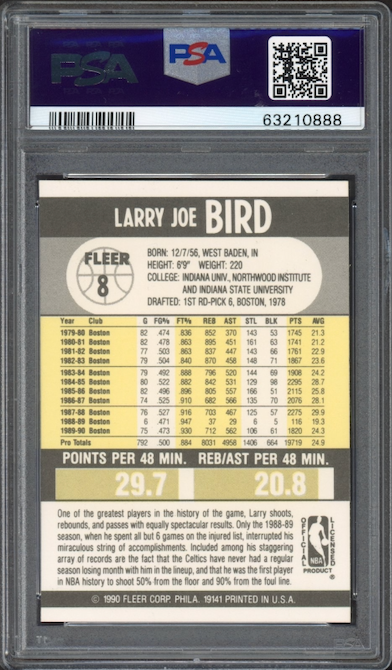 PSA
PSA
63210888
LARRY JOE BIRD
FLEER
8
BORN: 12/7/56, WEST BADEN, IN
HEIGHT: 6'9" WEIGHT: 220
COLLEGE: INDIANA UNIV., NORTHWOOD INSTITUTE
AND INDIANA STATE UNIVERSITY
DRAFTED: 1ST RD-PICK 6, BOSTON, 1978
Year Club G FG% FT% REB AST STL BLK PTS AVG
1979-80 Boston 82 .474 .836 852 370 143 53 1745 21.3
1980-81 Boston 82 .478 .863 895 451 161 63 1741 21.2
1981-82 Boston 77 .503 .863 837 447 143 66 1761 22.9
1982-83 Boston 79 .504 .840 870 458 148 71 1867 23.6
1983-84 Boston 79 .492 .888 796 520 144 69 1908 24.2
1984-85 Boston 80 .522 .882 842 531 129 98 2295 28.7
1985-86 Boston 82 .496 .896 805 557 166 51 2115 25.8
1986-87 Boston 74 .525 .910 682 566 135 70 2076 28.1
1987-88 Boston 76 .527 .916 703 467 125 57 2275 29.9
1988-89 Boston 6 .471 .947 37 29 6 5 116 19.3
1989-90 Boston 75 .473 .930 712 562 106 61 1820 24.3
Pro Totals 792 .500 .884 8031 4958 1406 664 19719 24.9
POINTS PER 48 MIN. REB/AST PER 48 MIN.
29.7 20.8
One of the greatest players in the history of the game, Larry shoots,
rebounds, and passes with equally spectacular results. Only the 1988-89
season, when he spent all but 6 games on the injured list, interrupted his
miraculous string of accomplishments. Included among his staggering
array of records are the fact that the Celtics have never had a regular
season losing month with him in the lineup, and that he was the first player
in NBA history to shoot 50% from the floor and 90% from the foul line.
OFFICIAL LICENSED
NBA
PRODUCT
© 1990 FLEER CORP. PHILA. 19141 PRINTED IN U.S.A.